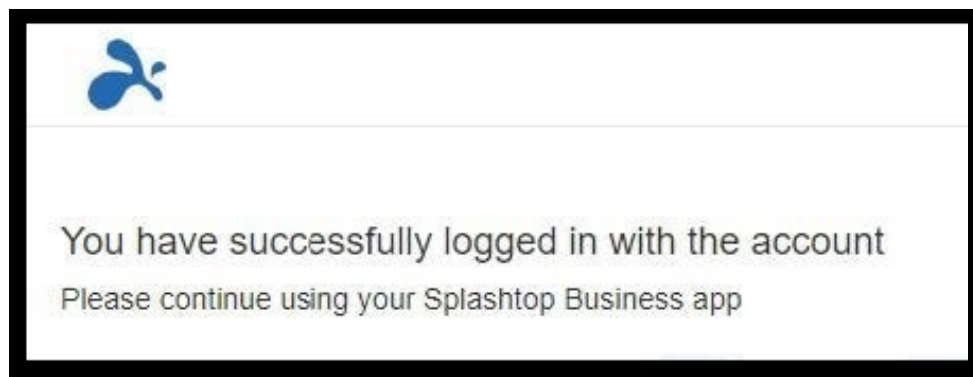 You have successfully logged in with the account
Please continue using your Splashtop Business app